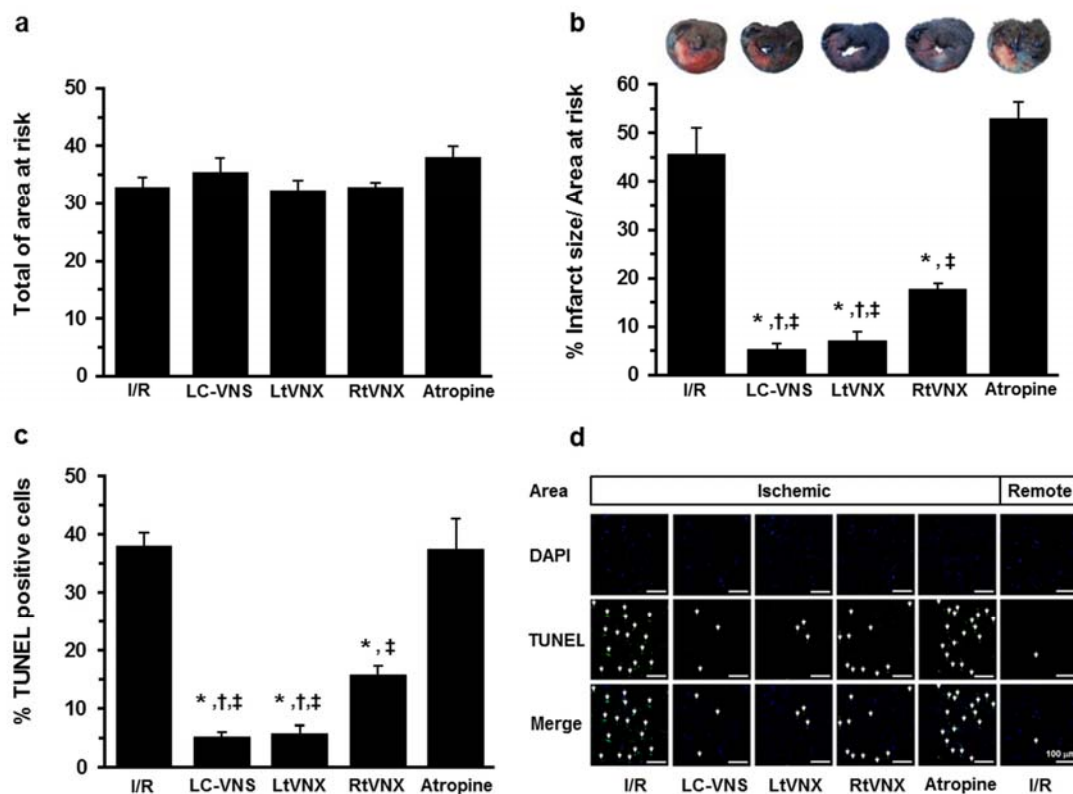 a
Total of area at risk
50
40
30
20
10
0
I/R LC-VNS LtVNX RtVNX Atropine
b
% Infarct size/ Area at risk
60
50
40
30
20
10
0
* ,†,‡ * ,†,‡ * , ‡
I/R LC-VNS LtVNX RtVNX Atropine
c
% TUNEL positive cells
50
40
30
20
10
0
* ,†,‡ * ,†,‡ * , ‡
I/R LC-VNS LtVNX RtVNX Atropine
d
Area Ischemic Remote
DAPI
TUNEL
Merge
100 μm
I/R LC-VNS LtVNX RtVNX Atropine I/R